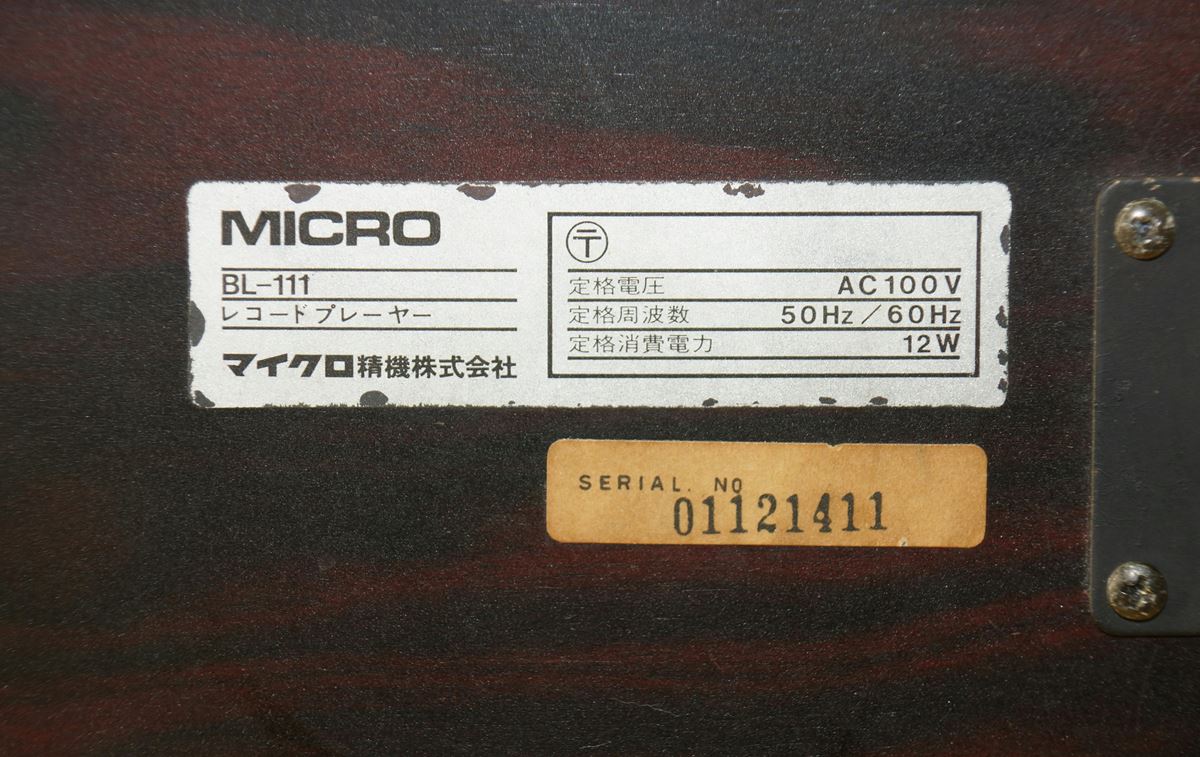 MICRO
BL-111
レコードプレーヤー
マイクロ精機株式会社
〒
定格電圧 AC100V
定格周波数 50Hz/60Hz
定格消費電力 12W
SERIAL. NO
01121411